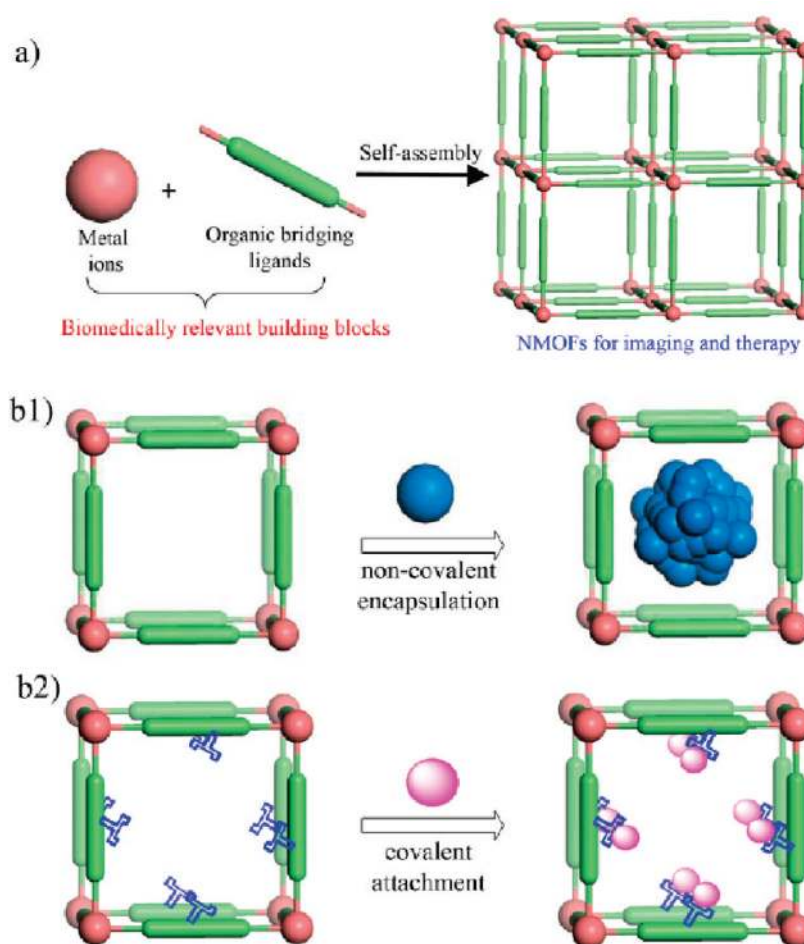 a)
Self-assembly
+
Metal
ions
Organic bridging
ligands
Biomedically relevant building blocks
NMOFs for imaging and therapy
b1)
non-covalent
encapsulation
b2)
covalent
attachment